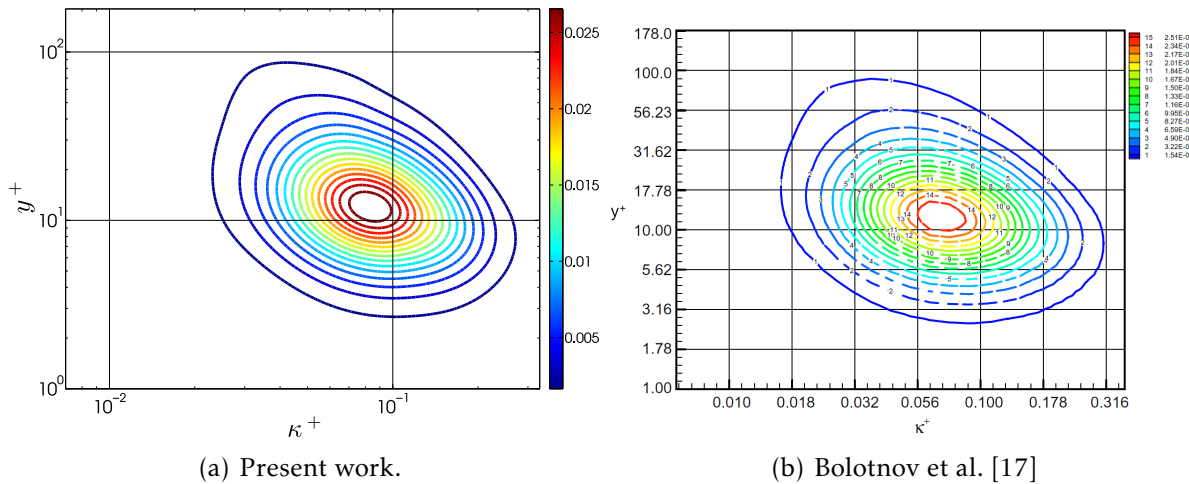 10²
10¹
10⁰
y⁺
10⁻²
10⁻¹
κ⁺
0.025
0.02
0.015
0.01
0.005
(a) Present work.
178.0
100.0
56.23
31.62
17.78
10.00
5.62
3.16
1.78
1.00
y⁺
0.010 0.018 0.032 0.056 0.100 0.178 0.316
κ⁺
15 2.51E-0
14 2.34E-0
13 2.17E-0
12 2.01E-0
11 1.84E-0
10 1.67E-0
9 1.50E-0
8 1.33E-0
7 1.16E-0
6 9.95E-0
5 8.27E-0
4 6.59E-0
3 4.90E-0
2 3.22E-0
1 1.54E-0
(b) Bolotnov et al. [17]